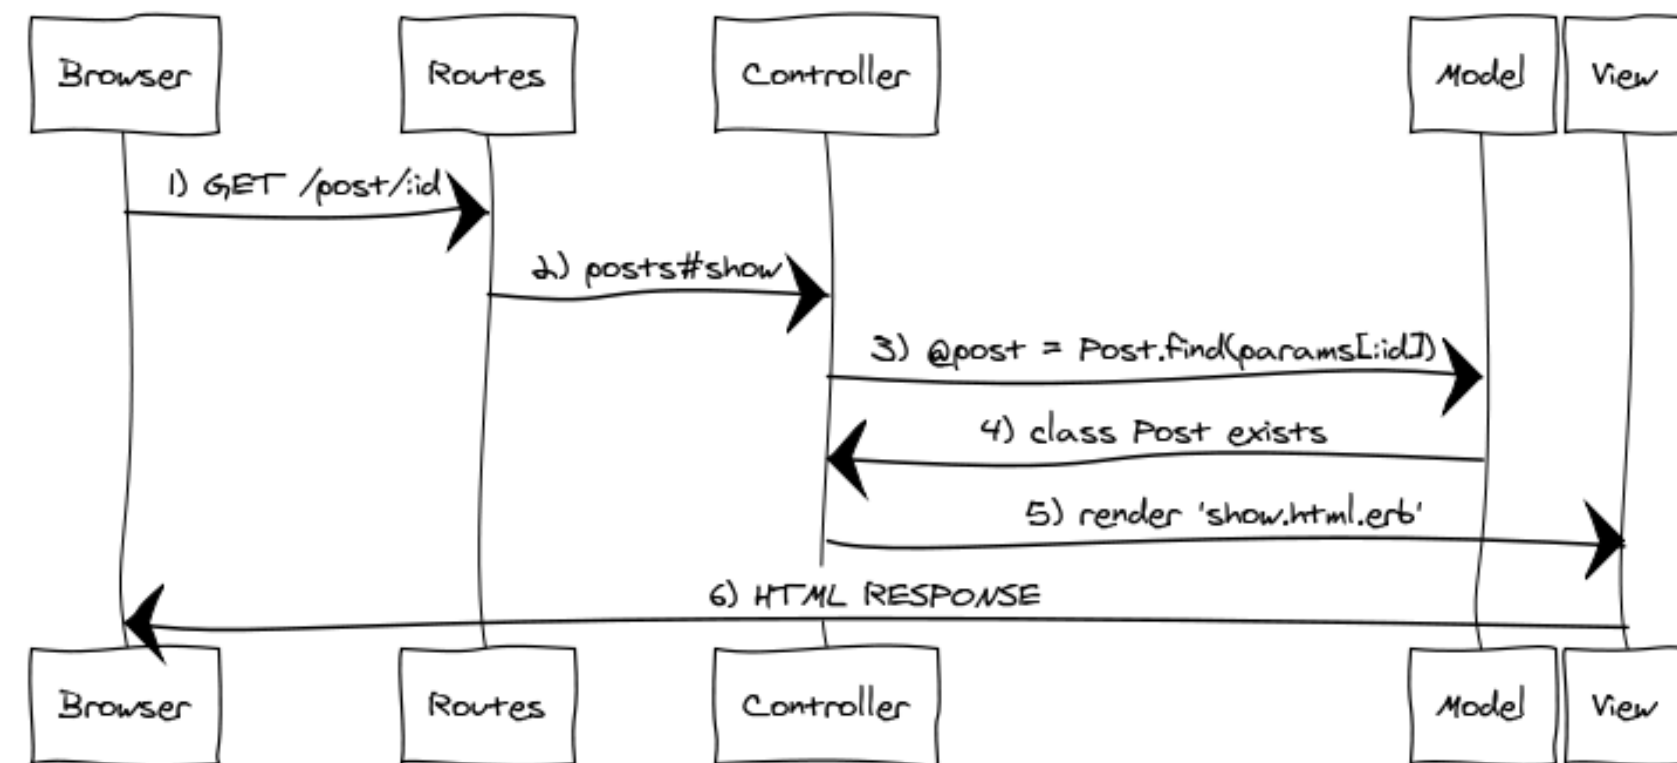 Browser
Routes
Controller
Model
View
1) GET /post/:id
2) posts#show
3) @post = Post.find(params[:id])
4) class Post exists
5) render 'show.html.erb'
6) HTML RESPONSE
Browser
Routes
Controller
Model
View